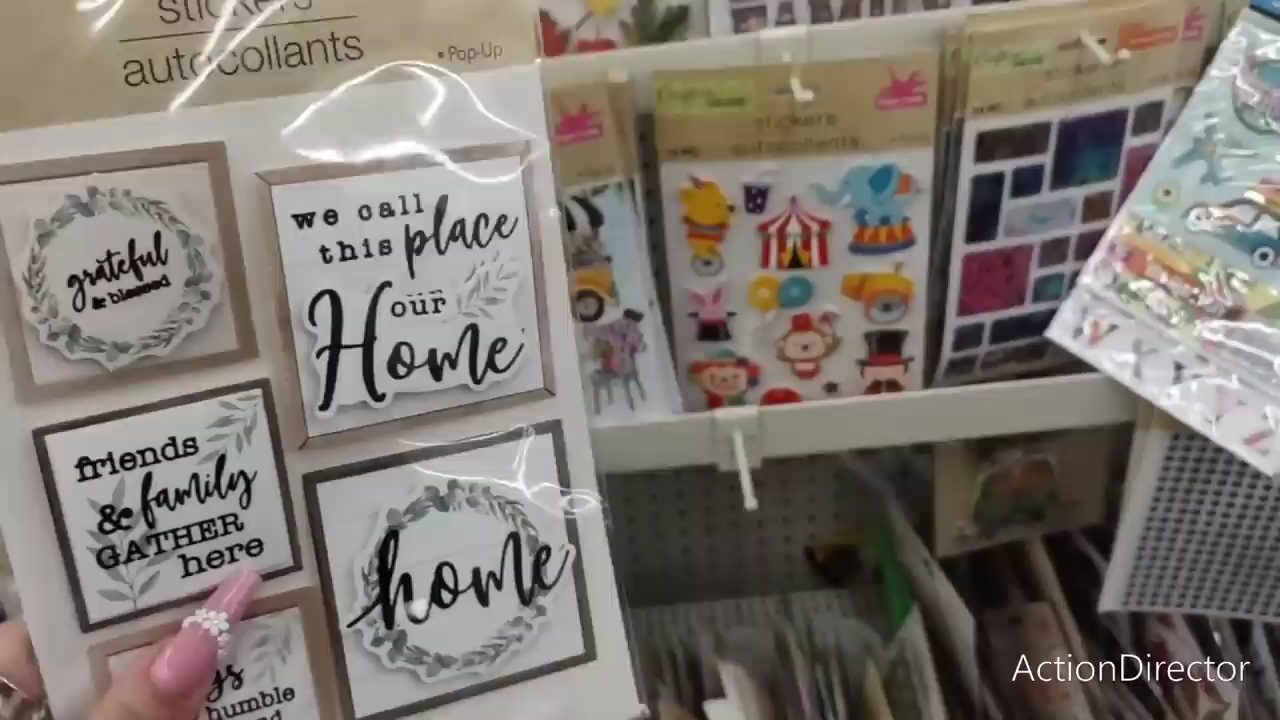 stickers
autocollants
• Pop-Up
grateful
& blessed
we call
this place
our
Home
friends
& family
GATHER
here
home
humble
stickers
autocollants
ActionDirector